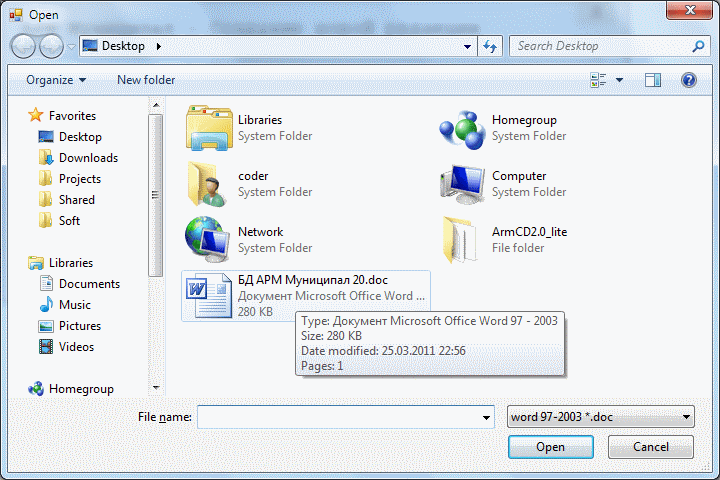 Open
Desktop
Search Desktop
Organize
New folder
Favorites
Desktop
Downloads
Projects
Shared
Soft
Libraries
Documents
Music
Pictures
Videos
Homegroup
Libraries
System Folder
Homegroup
System Folder
coder
System Folder
Computer
System Folder
Network
System Folder
ArmCD2.0_lite
File folder
БД АРМ Муниципал 20.doc
Документ Microsoft Office Word ...
280 KB
Type: Документ Microsoft Office Word 97 - 2003
Size: 280 KB
Date modified: 25.03.2011 22:56
Pages: 1
File name:
word 97-2003 *.doc
Open
Cancel